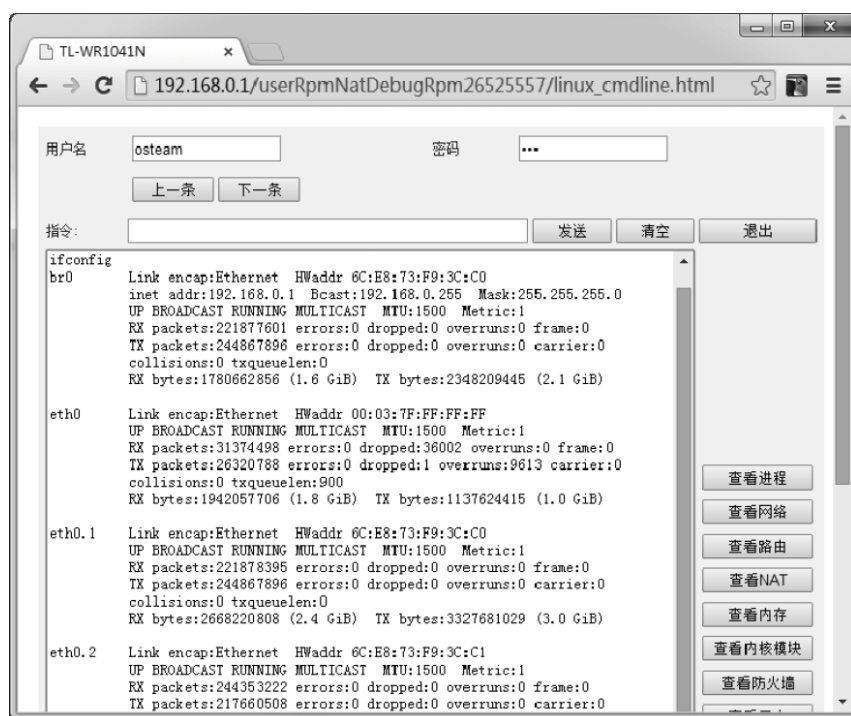 TL-WR1041N
192.168.0.1/userRpmNatDebugRpm26525557/linux_cmdline.html
用户名 osteam 密码 •••
上一条 下一条
指令: 发送 清空 退出
ifconfig
br0 Link encap:Ethernet HWaddr 6C:E8:73:F9:3C:C0
inet addr:192.168.0.1 Bcast:192.168.0.255 Mask:255.255.255.0
UP BROADCAST RUNNING MULTICAST MTU:1500 Metric:1
RX packets:221877601 errors:0 dropped:0 overruns:0 frame:0
TX packets:244867896 errors:0 dropped:0 overruns:0 carrier:0
collisions:0 txqueuelen:0
RX bytes:1780662856 (1.6 GiB) TX bytes:2348209445 (2.1 GiB)
eth0 Link encap:Ethernet HWaddr 00:03:7F:FF:FF:FF
UP BROADCAST RUNNING MULTICAST MTU:1500 Metric:1
RX packets:31374498 errors:0 dropped:36002 overruns:0 frame:0
TX packets:26320788 errors:0 dropped:1 overruns:9613 carrier:0
collisions:0 txqueuelen:900
RX bytes:1942057706 (1.8 GiB) TX bytes:1137624415 (1.0 GiB)
eth0.1 Link encap:Ethernet HWaddr 6C:E8:73:F9:3C:C0
UP BROADCAST RUNNING MULTICAST MTU:1500 Metric:1
RX packets:221878395 errors:0 dropped:0 overruns:0 frame:0
TX packets:244867896 errors:0 dropped:0 overruns:0 carrier:0
collisions:0 txqueuelen:0
RX bytes:2668220808 (2.4 GiB) TX bytes:3327681029 (3.0 GiB)
eth0.2 Link encap:Ethernet HWaddr 6C:E8:73:F9:3C:C1
UP BROADCAST RUNNING MULTICAST MTU:1500 Metric:1
RX packets:244353222 errors:0 dropped:0 overruns:0 frame:0
TX packets:217660508 errors:0 dropped:0 overruns:0 carrier:0
查看进程
查看网络
查看路由
查看NAT
查看内存
查看内核模块
查看防火墙